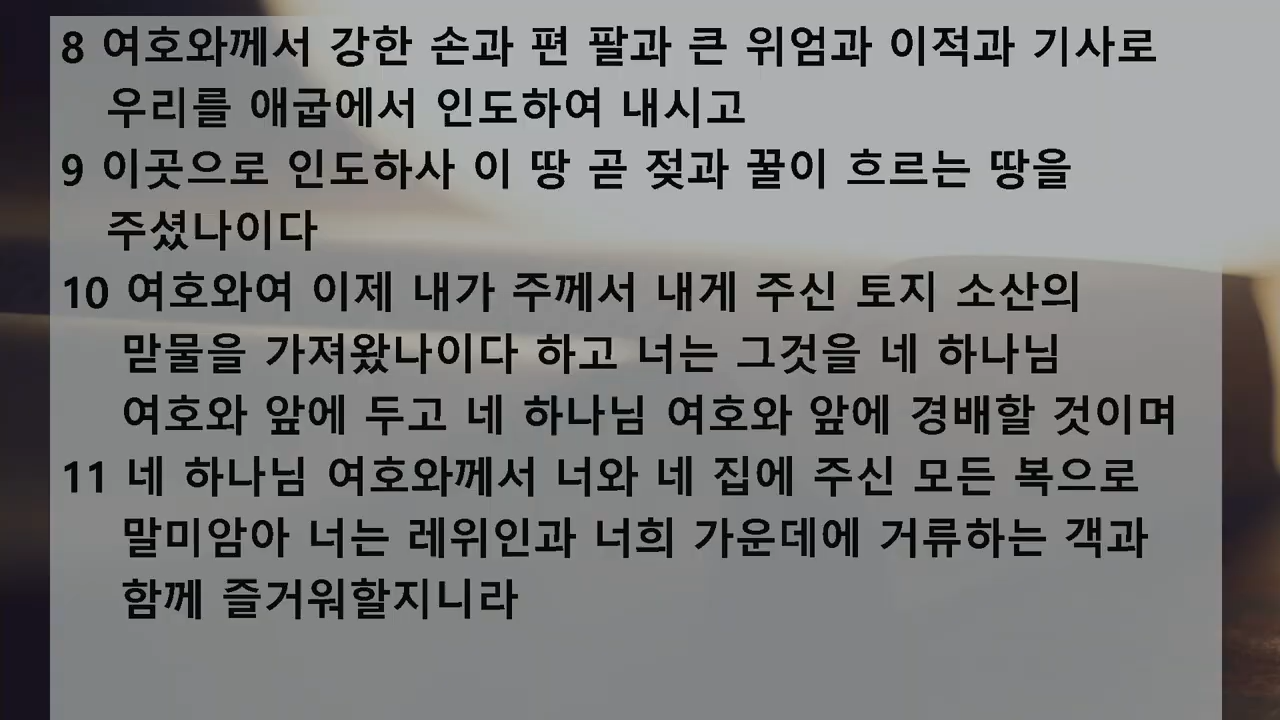 8 여호와께서 강한 손과 편 팔과 큰 위엄과 이적과 기사로
우리를 애굽에서 인도하여 내시고
9 이곳으로 인도하사 이 땅 곧 젖과 꿀이 흐르는 땅을
주셨나이다
10 여호와여 이제 내가 주께서 내게 주신 토지 소산의
맏물을 가져왔나이다 하고 너는 그것을 네 하나님
여호와 앞에 두고 네 하나님 여호와 앞에 경배할 것이며
11 네 하나님 여호와께서 너와 네 집에 주신 모든 복으로
말미암아 너는 레위인과 너희 가운데에 거류하는 객과
함께 즐거워할지니라